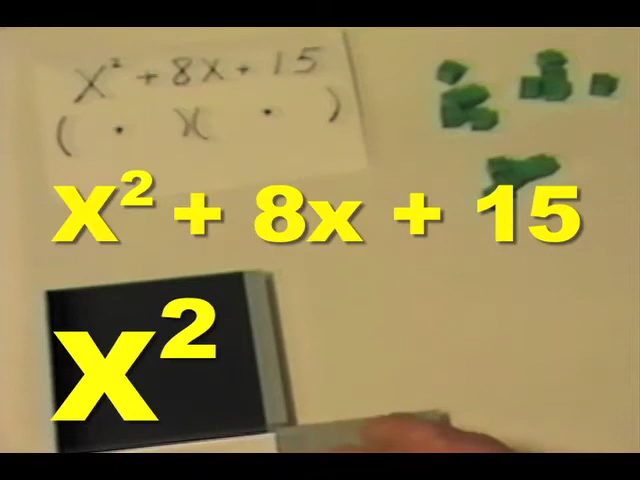 X² + 8x + 15
( · )( · )
X² + 8x + 15
x²